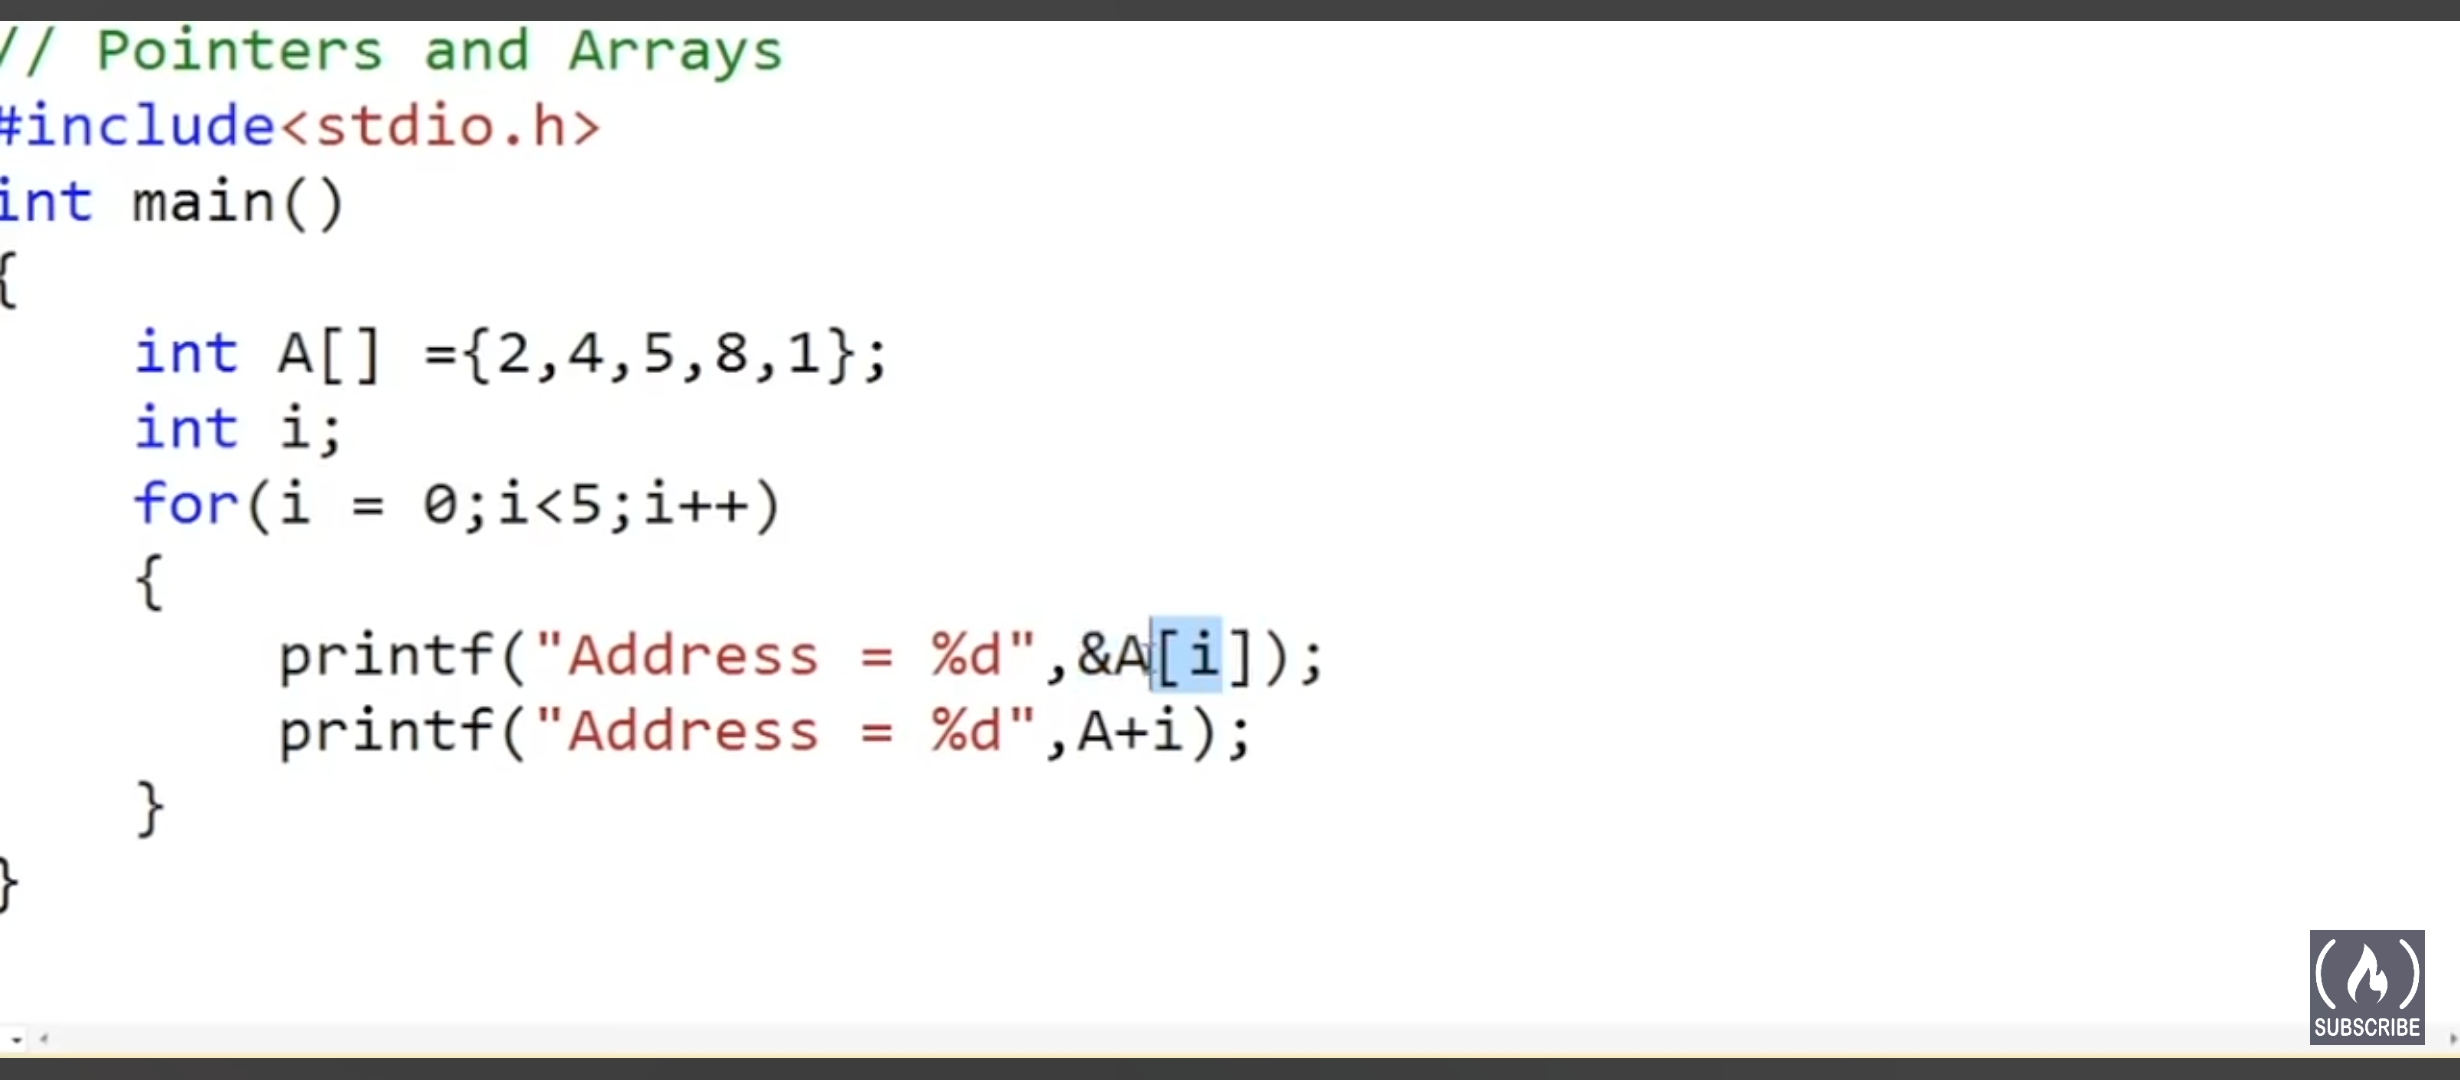 // Pointers and Arrays
#include<stdio.h>
int main()
{
    int A[] ={2,4,5,8,1};
    int i;
    for(i = 0;i<5;i++)
    {
        printf("Address = %d",&A[i]);
        printf("Address = %d",A+i);
    }
}
SUBSCRIBE